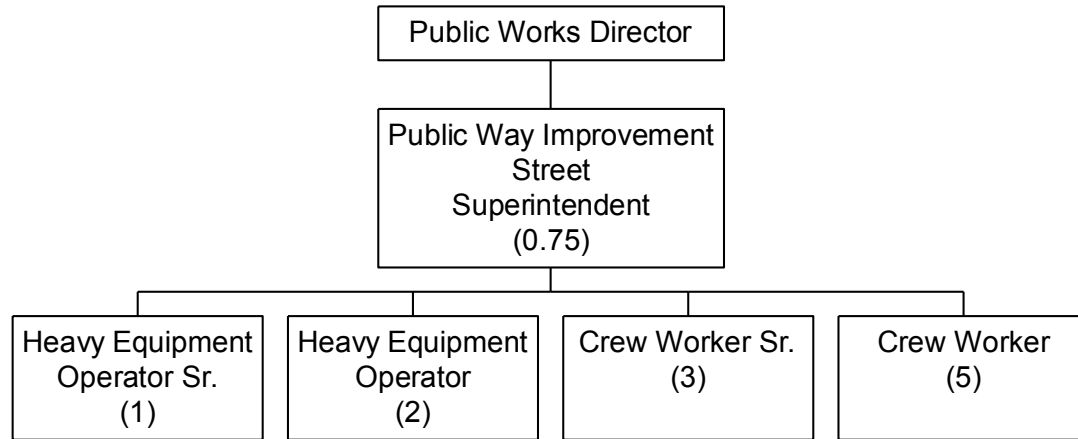 Public Works Director
Public Way Improvement
Street
Superintendent
(0.75)
Heavy Equipment
Operator Sr.
(1)
Heavy Equipment
Operator
(2)
Crew Worker Sr.
(3)
Crew Worker
(5)